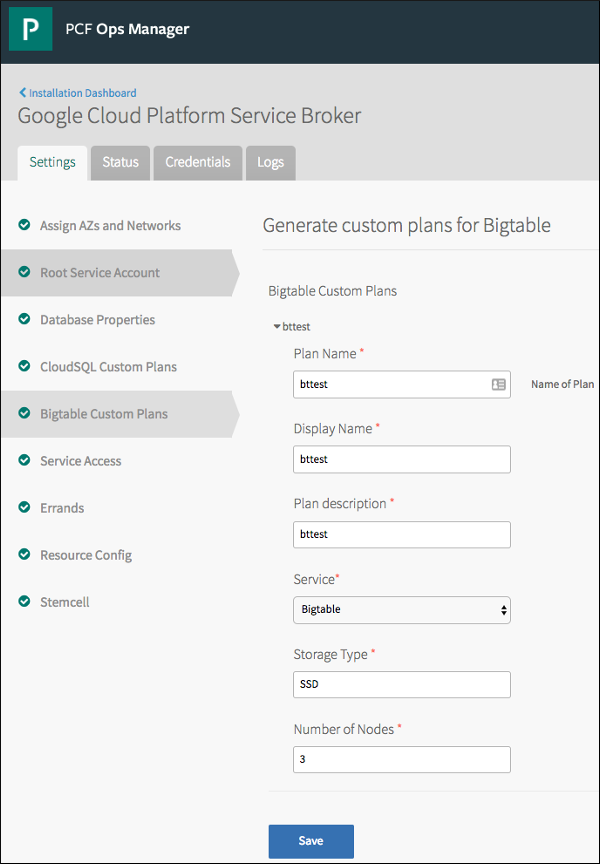 P
PCF Ops Manager
Installation Dashboard
Google Cloud Platform Service Broker
Settings Status Credentials Logs
Assign AZs and Networks
Root Service Account
Database Properties
CloudSQL Custom Plans
Bigtable Custom Plans
Service Access
Errands
Resource Config
Stemcell
Generate custom plans for Bigtable
Bigtable Custom Plans
bttest
Plan Name *
bttest
Name of Plan
Display Name *
bttest
Plan description *
bttest
Service*
Bigtable
Storage Type *
SSD
Number of Nodes *
3
Save